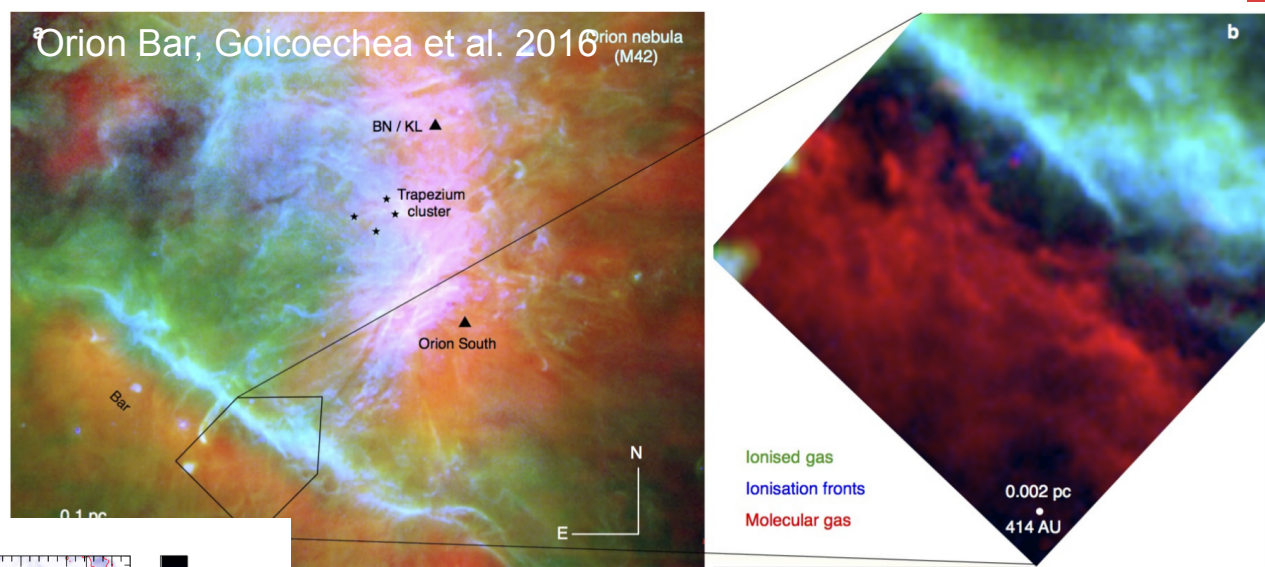 a
Orion Bar, Goicoechea et al. 2016
Orion nebula
(M42)
BN / KL
Trapezium
cluster
Orion South
Bar
N
E
0.1 pc
b
Ionised gas
Ionisation fronts
Molecular gas
0.002 pc
414 AU